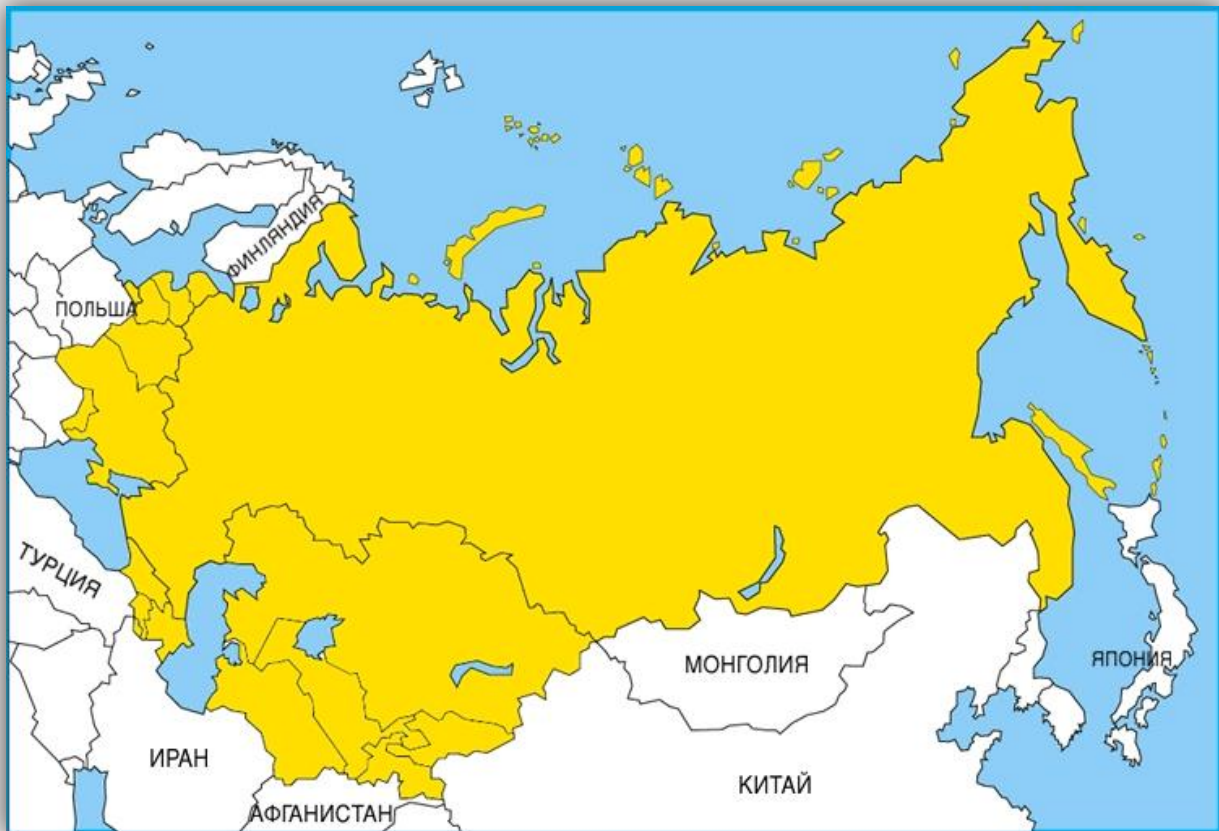 ФИНЛЯНДИЯ
ПОЛЬША
ТУРЦИЯ
МОНГОЛИЯ
ЯПОНИЯ
ИРАН
КИТАЙ
АФГАНИСТАН